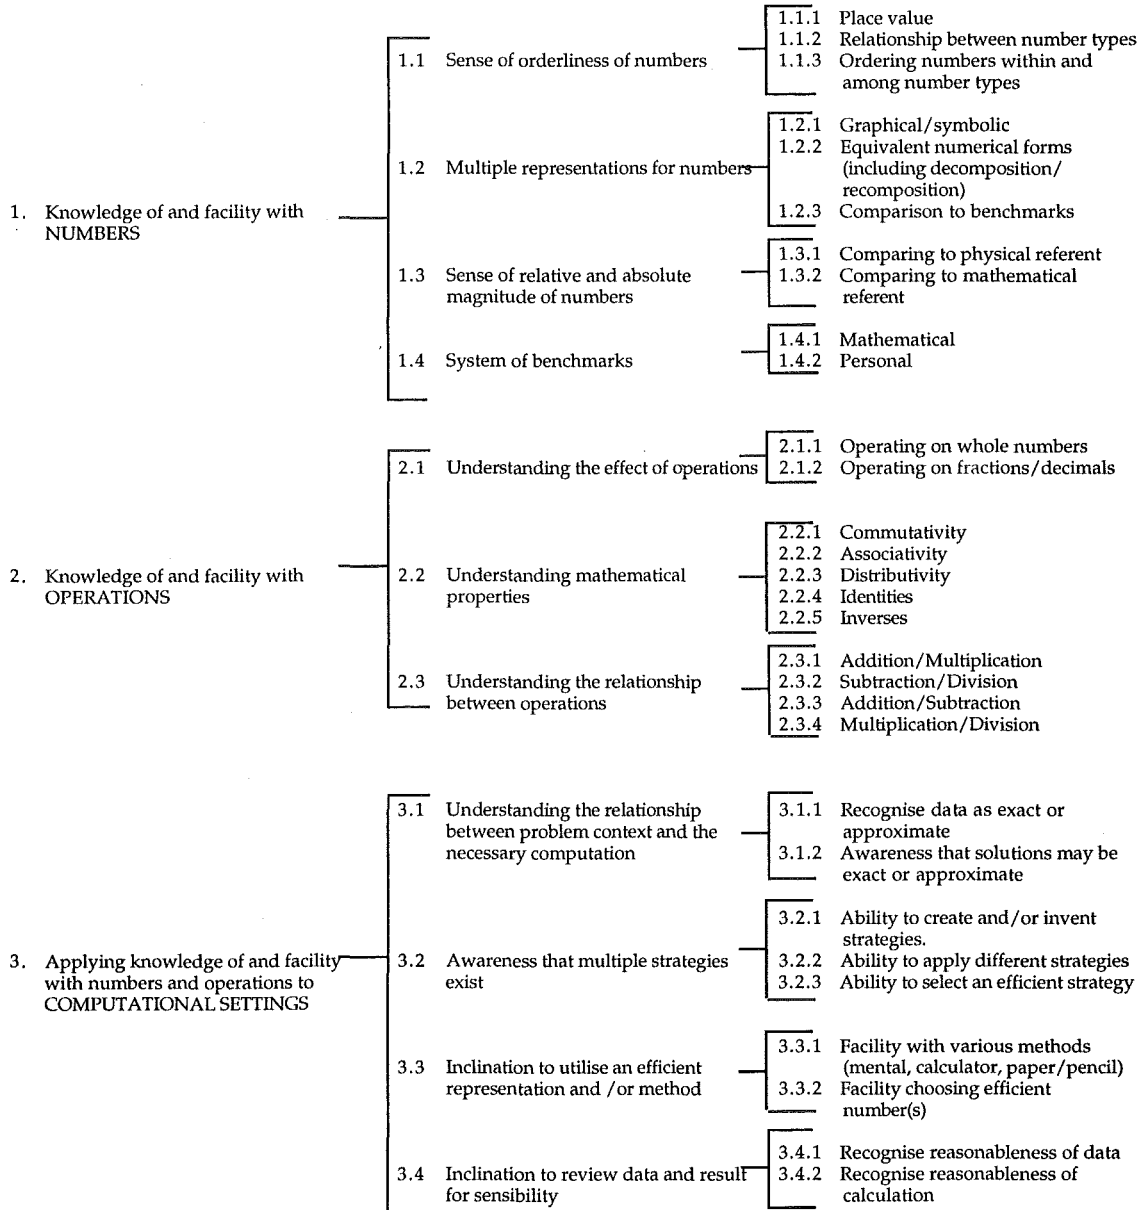 1. Knowledge of and facility with
NUMBERS
1.1 Sense of orderliness of numbers
1.1.1 Place value
1.1.2 Relationship between number types
1.1.3 Ordering numbers within and
among number types
1.2 Multiple representations for numbers
1.2.1 Graphical/symbolic
1.2.2 Equivalent numerical forms
(including decomposition/
recomposition)
1.2.3 Comparison to benchmarks
1.3 Sense of relative and absolute
magnitude of numbers
1.3.1 Comparing to physical referent
1.3.2 Comparing to mathematical
referent
1.4 System of benchmarks
1.4.1 Mathematical
1.4.2 Personal
2. Knowledge of and facility with
OPERATIONS
2.1 Understanding the effect of operations
2.1.1 Operating on whole numbers
2.1.2 Operating on fractions/decimals
2.2 Understanding mathematical
properties
2.2.1 Commutativity
2.2.2 Associativity
2.2.3 Distributivity
2.2.4 Identities
2.2.5 Inverses
2.3 Understanding the relationship
between operations
2.3.1 Addition/Multiplication
2.3.2 Subtraction/Division
2.3.3 Addition/Subtraction
2.3.4 Multiplication/Division
3. Applying knowledge of and facility
with numbers and operations to
COMPUTATIONAL SETTINGS
3.1 Understanding the relationship
between problem context and the
necessary computation
3.1.1 Recognise data as exact or
approximate
3.1.2 Awareness that solutions may be
exact or approximate
3.2 Awareness that multiple strategies
exist
3.2.1 Ability to create and/or invent
strategies.
3.2.2 Ability to apply different strategies
3.2.3 Ability to select an efficient strategy
3.3 Inclination to utilise an efficient
representation and /or method
3.3.1 Facility with various methods
(mental, calculator, paper/pencil)
3.3.2 Facility choosing efficient
number(s)
3.4 Inclination to review data and result
for sensibility
3.4.1 Recognise reasonableness of data
3.4.2 Recognise reasonableness of
calculation